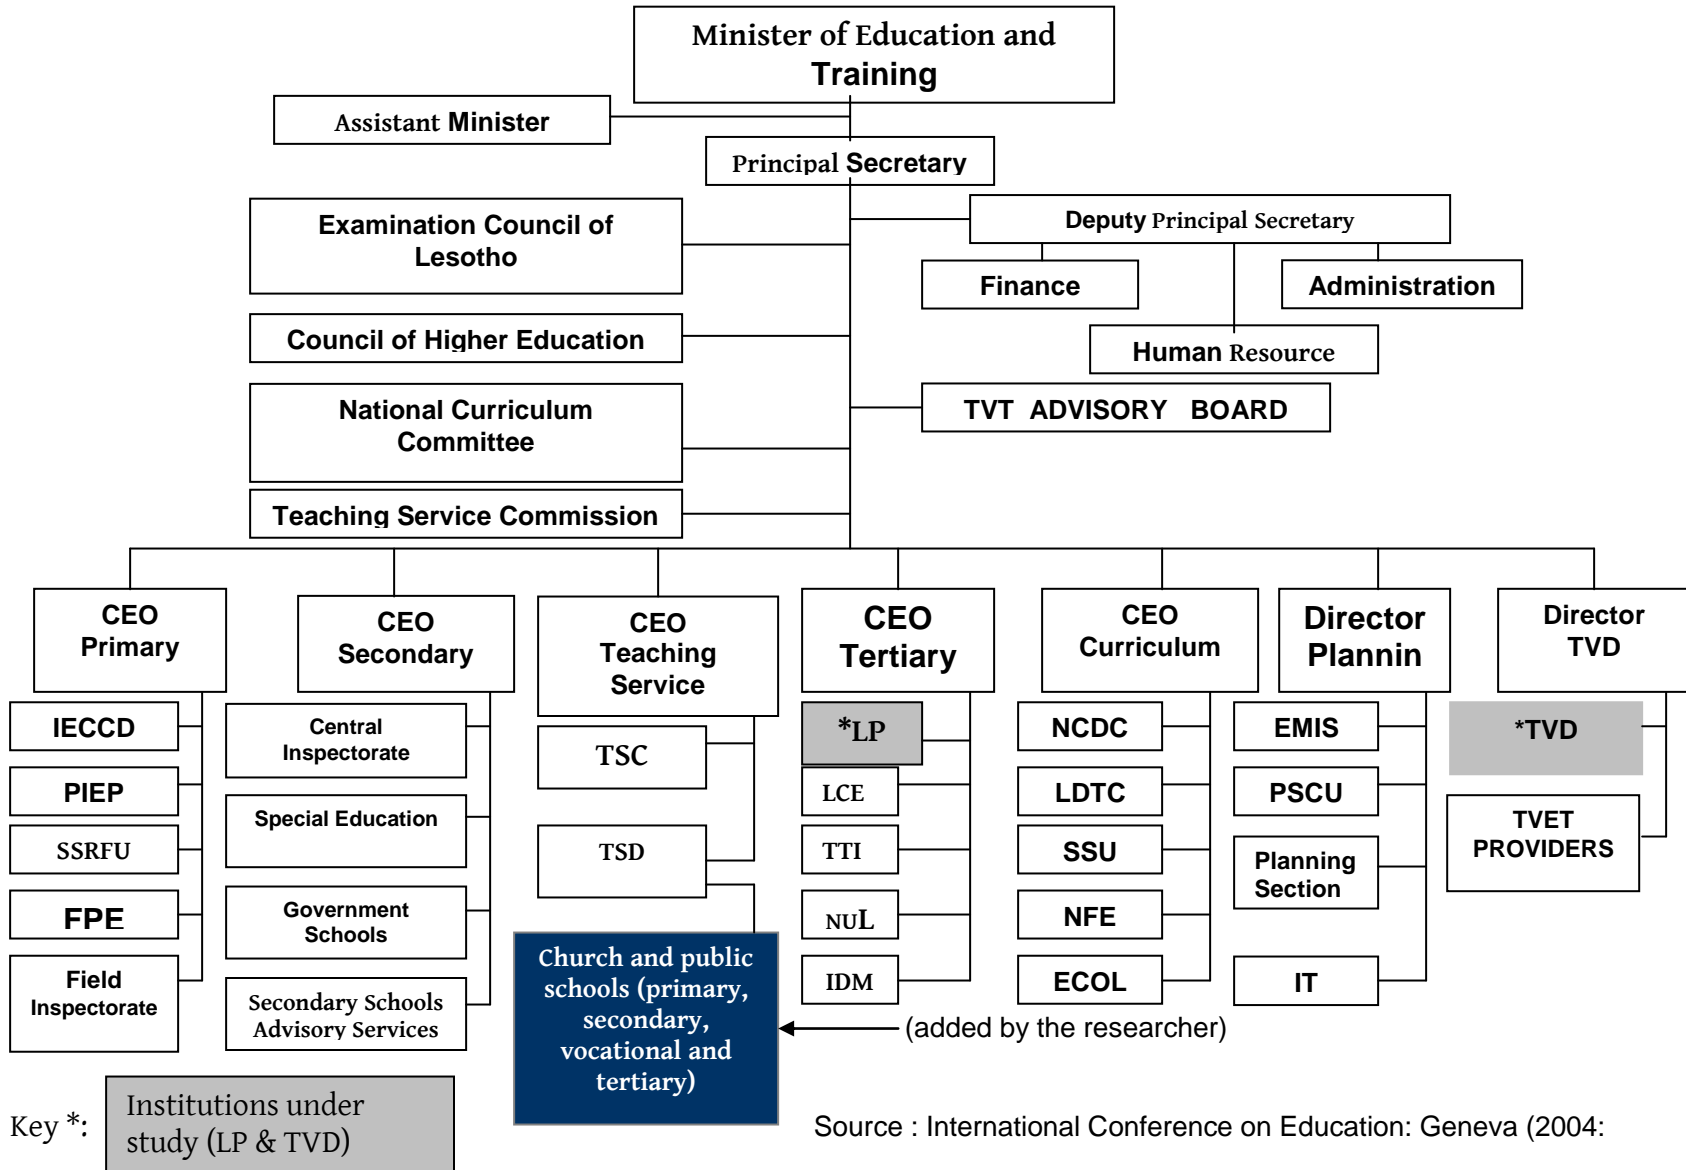 Minister of Education and
Training
Assistant Minister
Principal Secretary
Examination Council of
Lesotho
Deputy Principal Secretary
Finance
Administration
Council of Higher Education
Human Resource
National Curriculum
Committee
TVT ADVISORY BOARD
Teaching Service Commission
CEO
Primary
CEO
Secondary
CEO
Teaching
Service
CEO
Tertiary
CEO
Curriculum
Director
Plannin
Director
TVD
IECCD
PIEP
SSRFU
FPE
Field
Inspectorate
Central
Inspectorate
Special Education
Government
Schools
Secondary Schools
Advisory Services
TSC
TSD
Church and public
schools (primary,
secondary,
vocational and
tertiary)
*LP
LCE
TTI
NUL
IDM
(added by the researcher)
NCDC
LDTC
SSU
NFE
ECOL
EMIS
PSCU
Planning
Section
IT
*TVD
TVET
PROVIDERS
Key *:
Institutions under
study (LP & TVD)
Source : International Conference on Education: Geneva (2004: